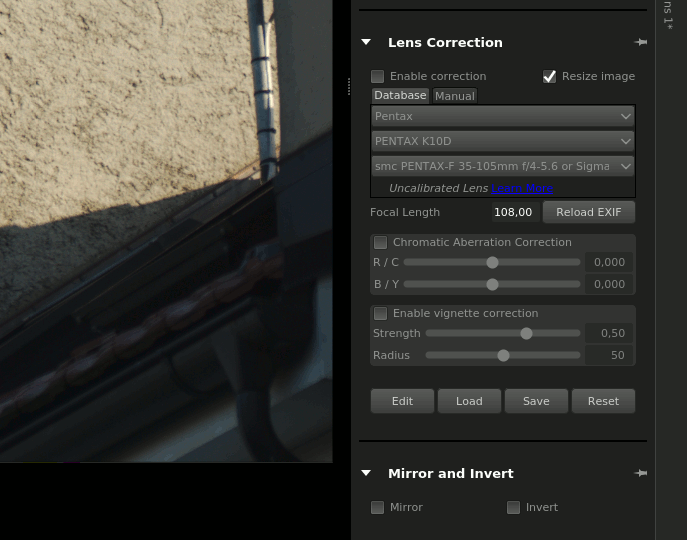 ns 1*
Lens Correction
Enable correction
Resize image
Database Manual
Pentax
PENTAX K10D
smc PENTAX-F 35-105mm f/4-5.6 or Sigma
Uncalibrated Lens Learn More
Focal Length 108,00 Reload EXIF
Chromatic Aberration Correction
R / C 0,000
B / Y 0,000
Enable vignette correction
Strength 0,50
Radius 50
Edit Load Save Reset
Mirror and Invert
Mirror Invert